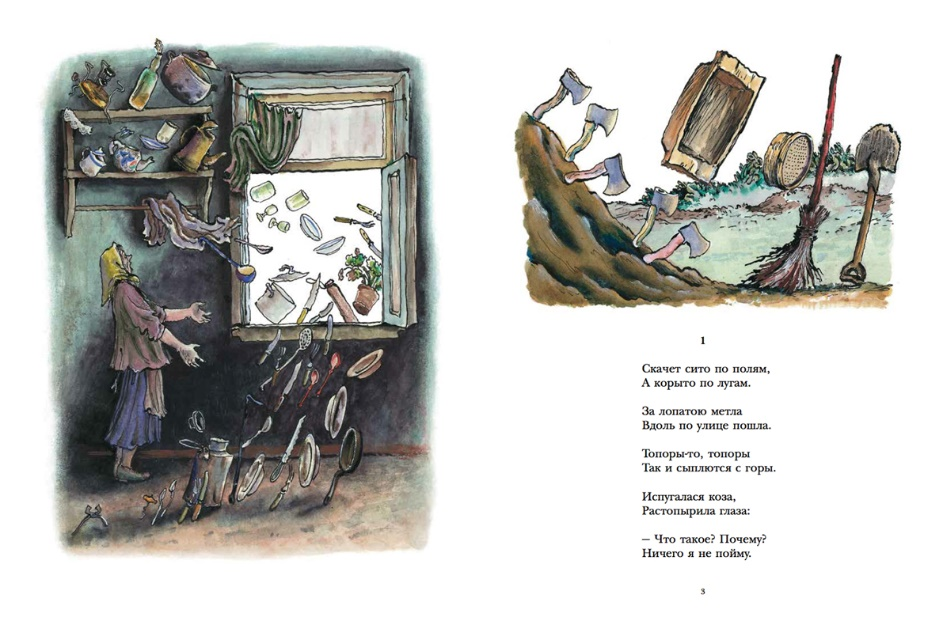 1
Скачет сито по полям,
А корыто по лугам.
За лопатою метла
Вдоль по улице пошла.
Топоры-то, топоры
Так и сыплются с горы.
Испугалася коза,
Растопырила глаза:
— Что такое? Почему?
Ничего я не пойму.
3